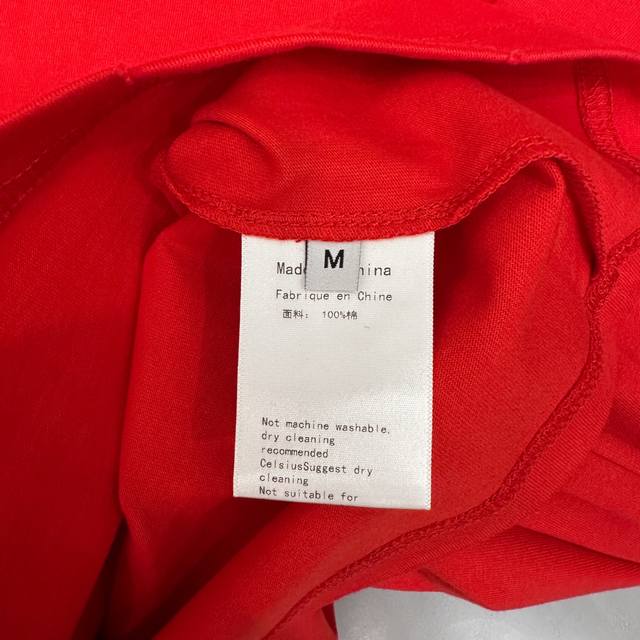 M
Mad hina
Fabrique en Chine
面料： 100%棉
Not machine washable,
dry cleaning
recommended
CelsiusSuggest dry
cleaning
Not suitable for